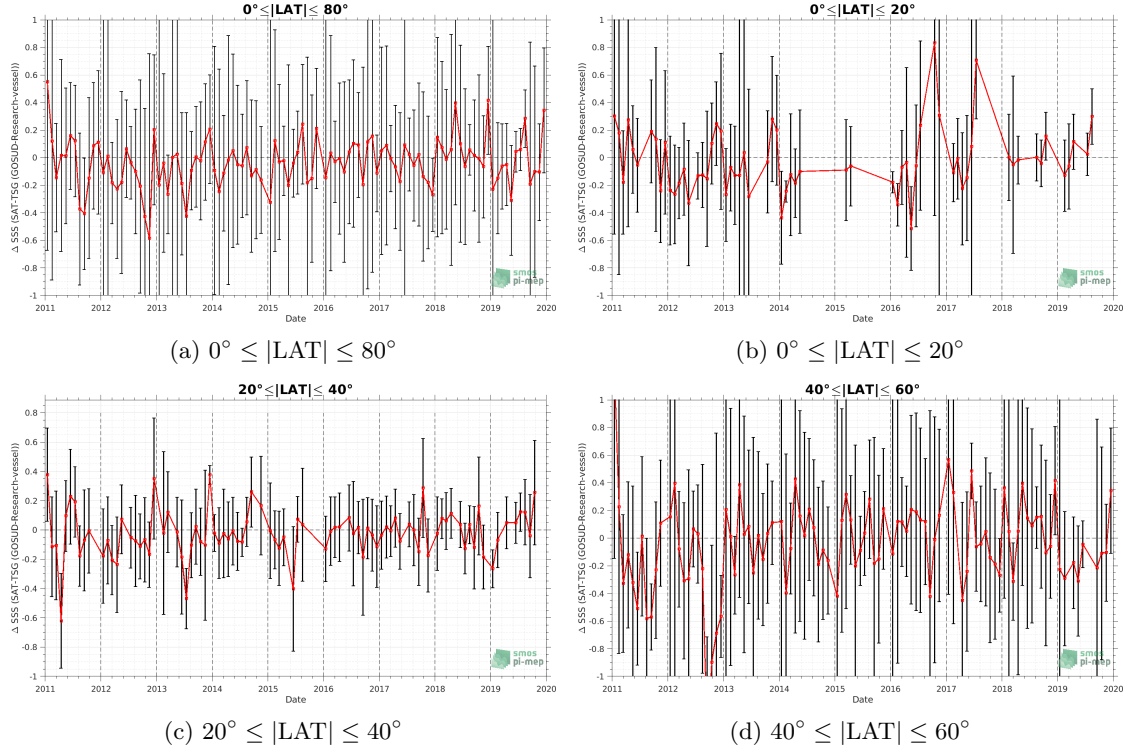 0°≤|LAT|≤ 80°
Δ SSS (SAT-TSG (GOSUD-Research-vessel))
1
0.8
0.6
0.4
0.2
0
-0.2
-0.4
-0.6
-0.8
-1
2011 2012 2013 2014 2015 2016 2017 2018 2019 2020
Date
smos
pi-mep
(a) 0° ≤ |LAT| ≤ 80°
0°≤|LAT|≤ 20°
Δ SSS (SAT-TSG (GOSUD-Research-vessel))
1
0.8
0.6
0.4
0.2
0
-0.2
-0.4
-0.6
-0.8
-1
2011 2012 2013 2014 2015 2016 2017 2018 2019 2020
Date
smos
pi-mep
(b) 0° ≤ |LAT| ≤ 20°
20°≤|LAT|≤ 40°
Δ SSS (SAT-TSG (GOSUD-Research-vessel))
0.8
0.6
0.4
0.2
0
-0.2
-0.4
-0.6
-0.8
-1
2011 2012 2013 2014 2015 2016 2017 2018 2019 2020
Date
smos
pi-mep
(c) 20° ≤ |LAT| ≤ 40°
40°≤|LAT|≤ 60°
Δ SSS (SAT-TSG (GOSUD-Research-vessel))
1
0.8
0.6
0.4
0.2
0
-0.2
-0.4
-0.6
-0.8
-1
2011 2012 2013 2014 2015 2016 2017 2018 2019 2020
Date
smos
pi-mep
(d) 40° ≤ |LAT| ≤ 60°